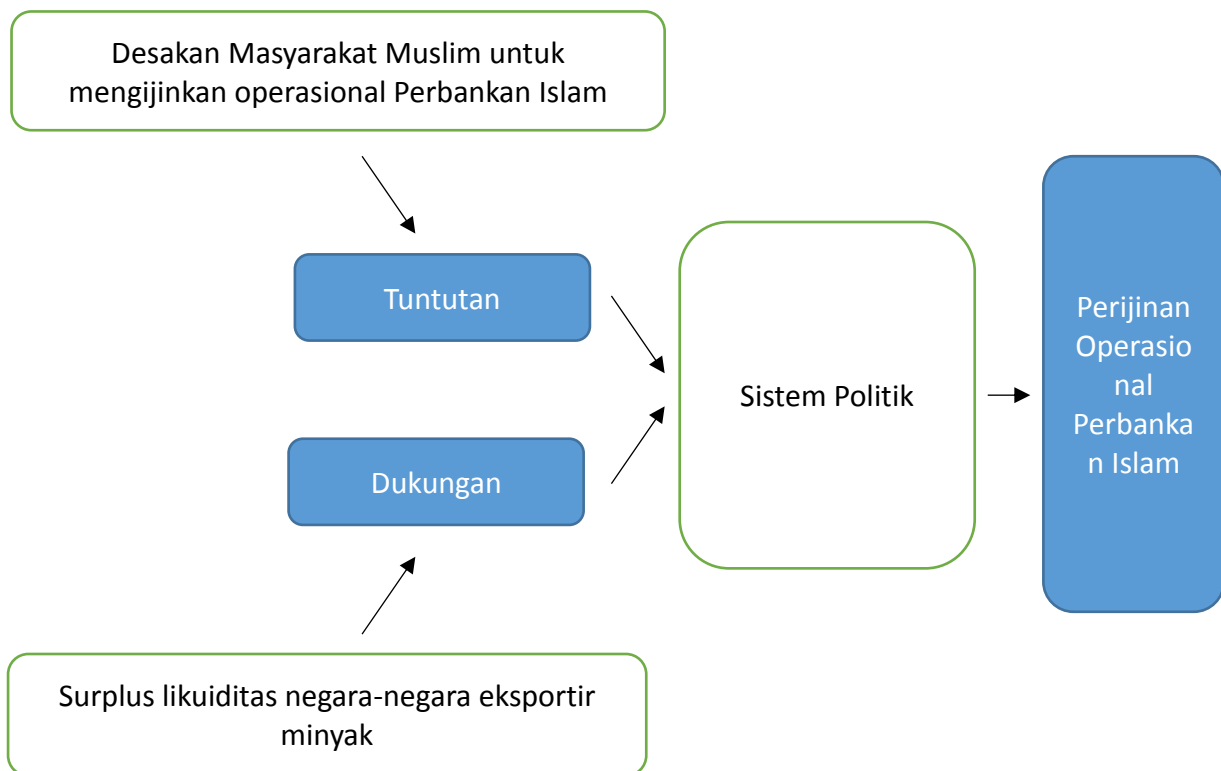 Desakan Masyarakat Muslim untuk
mengijinkan operasional Perbankan Islam
Tuntutan
Dukungan
Surplus likuiditas negara-negara eksportir
minyak
Sistem Politik
Perijinan
Operasio
nal
Perbanka
n Islam